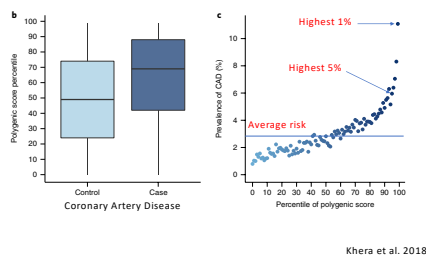 b
Polygenic score percentile
100
90
80
70
60
50
40
30
20
10
0
Control Case
Coronary Artery Disease
c
Prevalence of CAD (%)
10
8
6
4
2
0
0 10 20 30 40 50 60 70 80 90 100
Percentile of polygenic score
Highest 1%
Highest 5%
Average risk
Khera et al. 2018